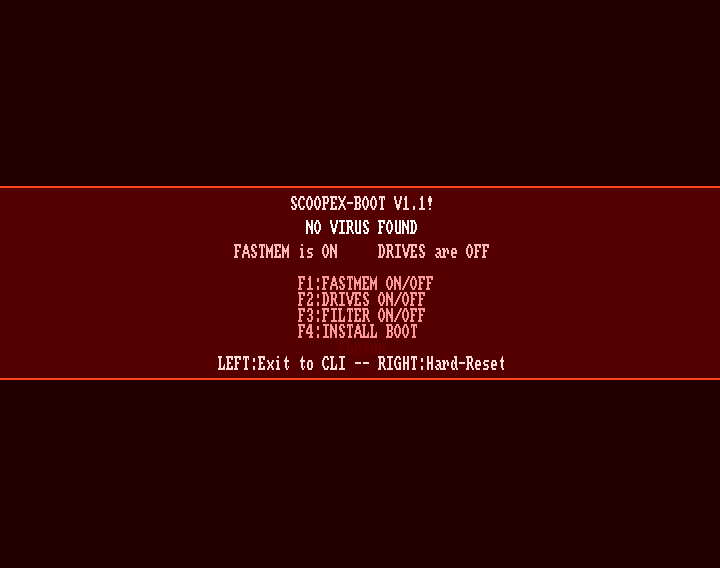 SCOOPEX-BOOT V1.1!
NO VIRUS FOUND
FASTMEM is ON     DRIVES are OFF
F1:FASTMEM ON/OFF
F2:DRIVES ON/OFF
F3:FILTER ON/OFF
F4:INSTALL BOOT
LEFT:Exit to CLI -- RIGHT:Hard-Reset